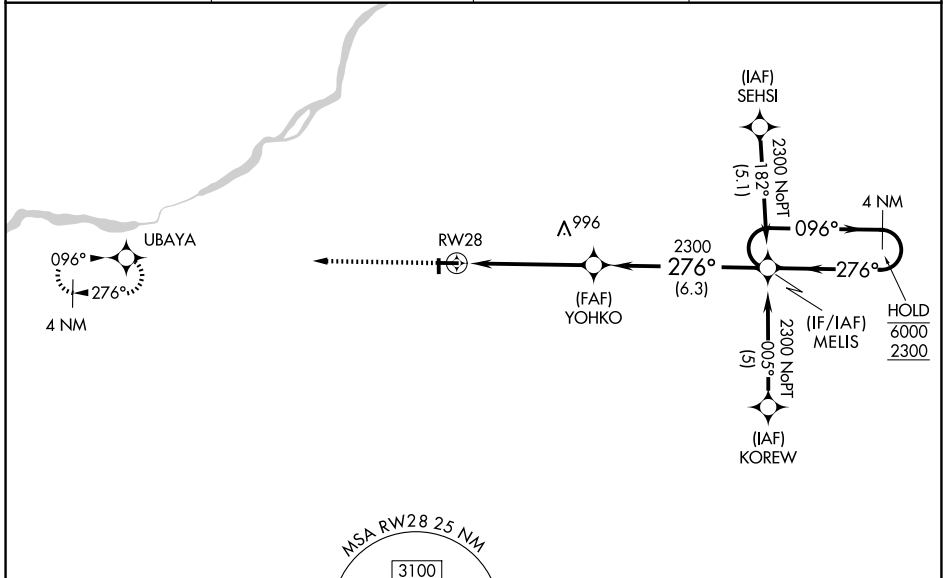 (IAF)
SEHSI
2300 NoPT
182°
(5.1)
4 NM
096°
996
UBAYA
RW28
096°
2300
276°
276°
(6.3)
276°
4 NM
(FAF)
YOHKO
(IF/IAF)
MELIS
HOLD
6000
2300
2300 NoPT
005°
(5)
(IAF)
KOREW
MSA RW28 25 NM
3100